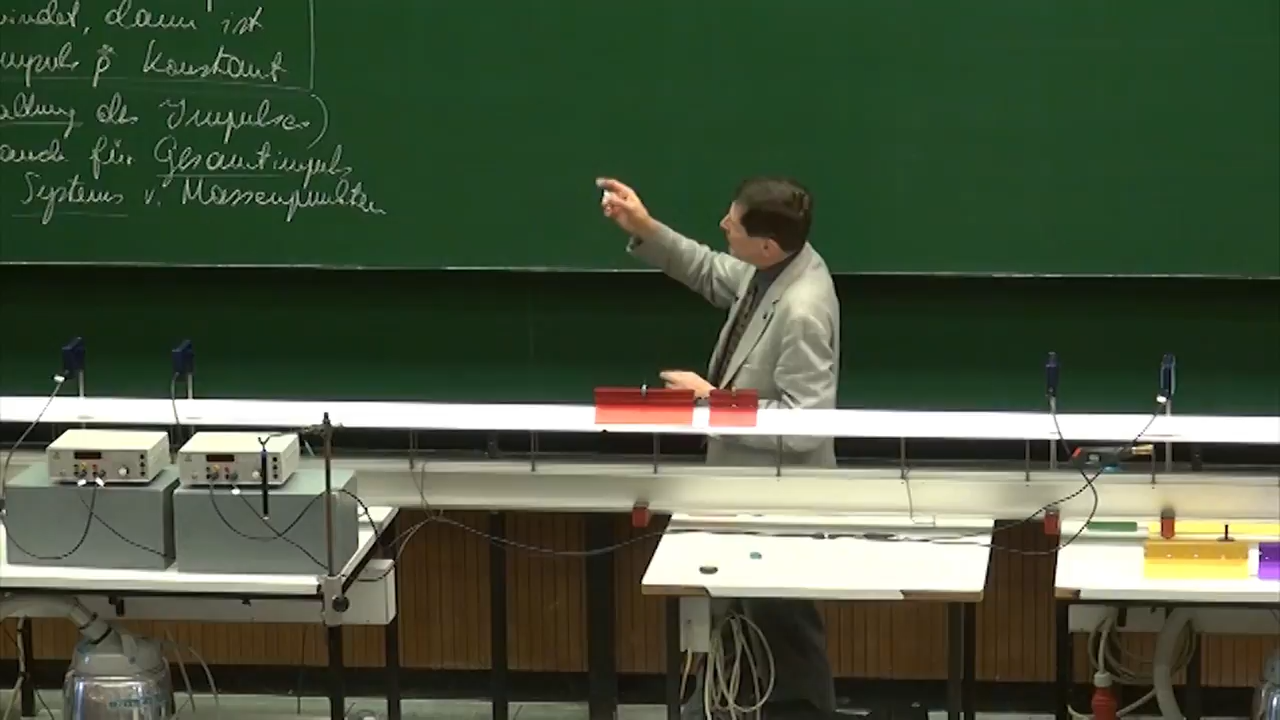 windet, dann ist
mpuls p⃗ konstant
altung des Impulses)
auch für Gesamtimpuls
Systems v. Massenpunkten